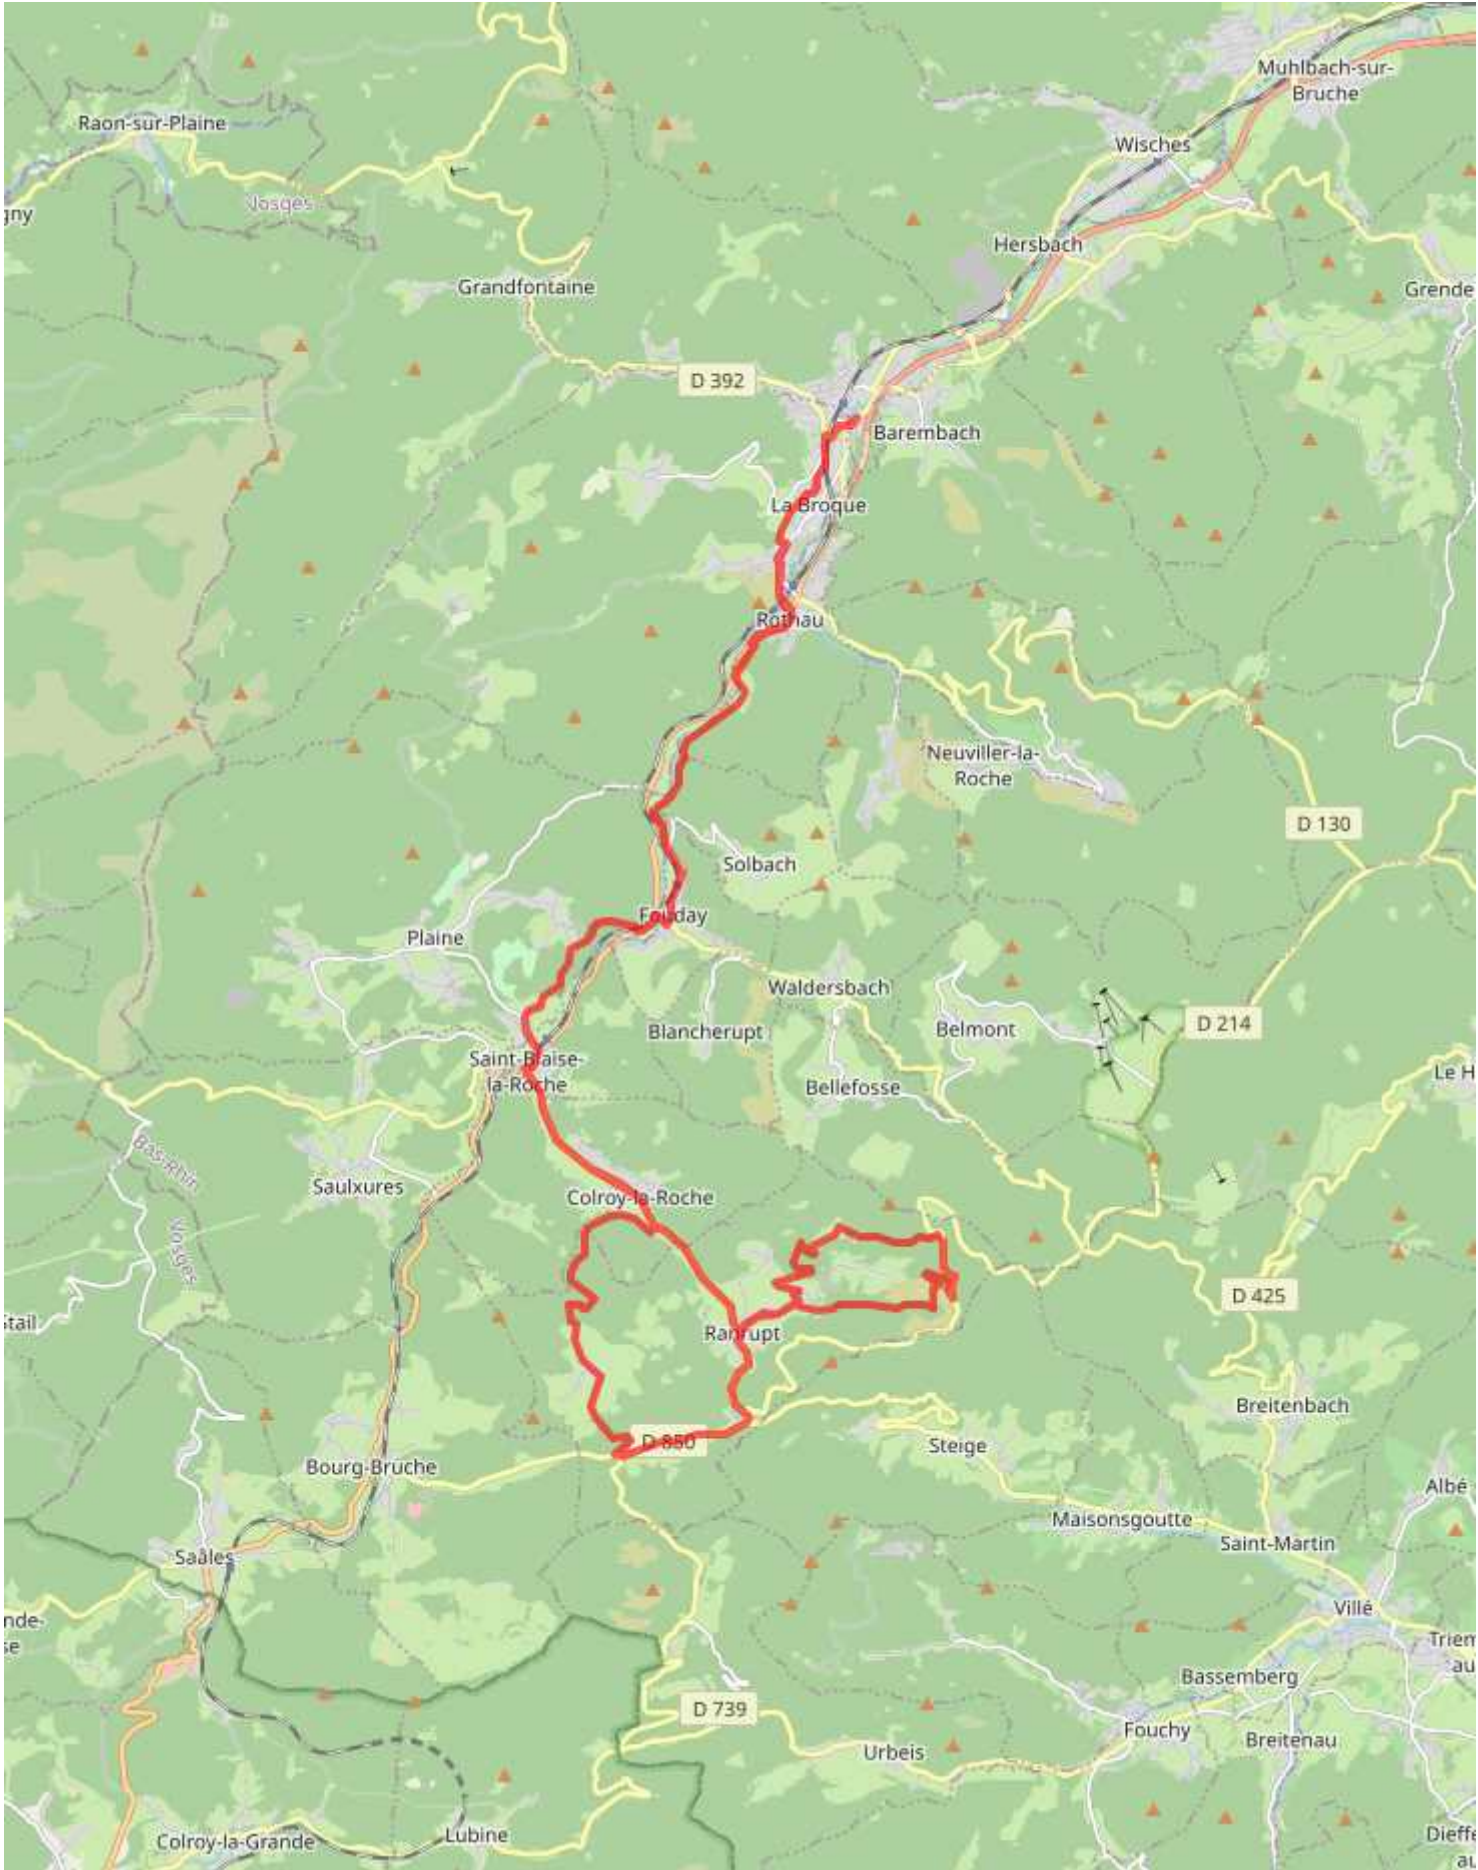 Muhlbach-sur-
Bruche
Raon-sur-Plaine
Wisches
Vosges
Hersbach
Grandfontaine
D 392
Barembach
La Broque
Rothau
Neuviller-la-
Roche
D 130
Solbach
Fouday
Plaine
Waldersbach
Blancherupt
Belmont
D 214
Saint-Blaise-
la-Roche
Bellefosse
Bas-Rhin
Saulxures
Colroy-la-Roche
Vosges
D 425
Ranrupt
Breitenbach
D 850
Steige
Bourg-Bruche
Albé
Maisonsgoutte
Saint-Martin
Saâles
Villé
Bassemberg
D 739
Fouchy
Breitenau
Urbeis
Colroy-la-Grande
Lubine